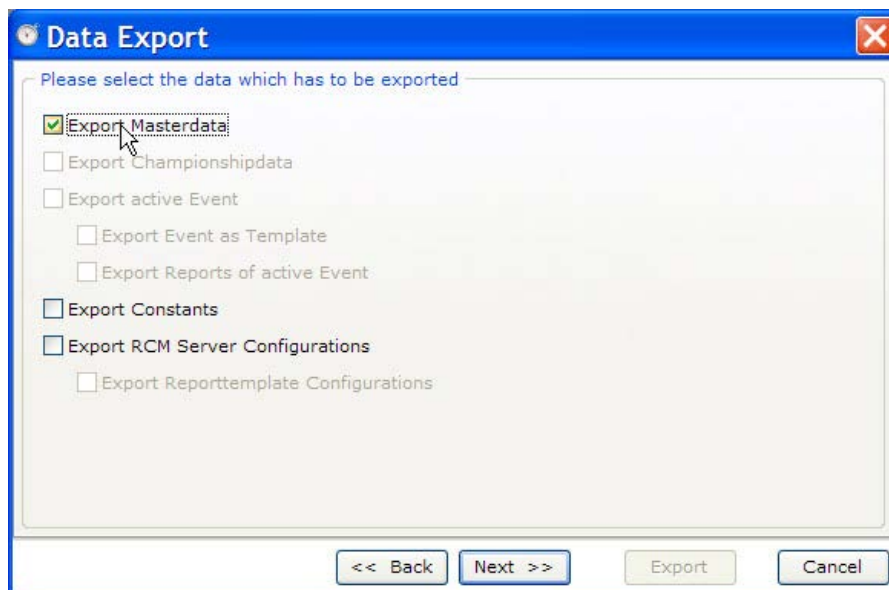 Data Export
Please select the data which has to be exported
Export Masterdata
Export Championshipdata
Export active Event
Export Event as Template
Export Reports of active Event
Export Constants
Export RCM Server Configurations
Export Reporttemplate Configurations
<< Back Next >> Export Cancel